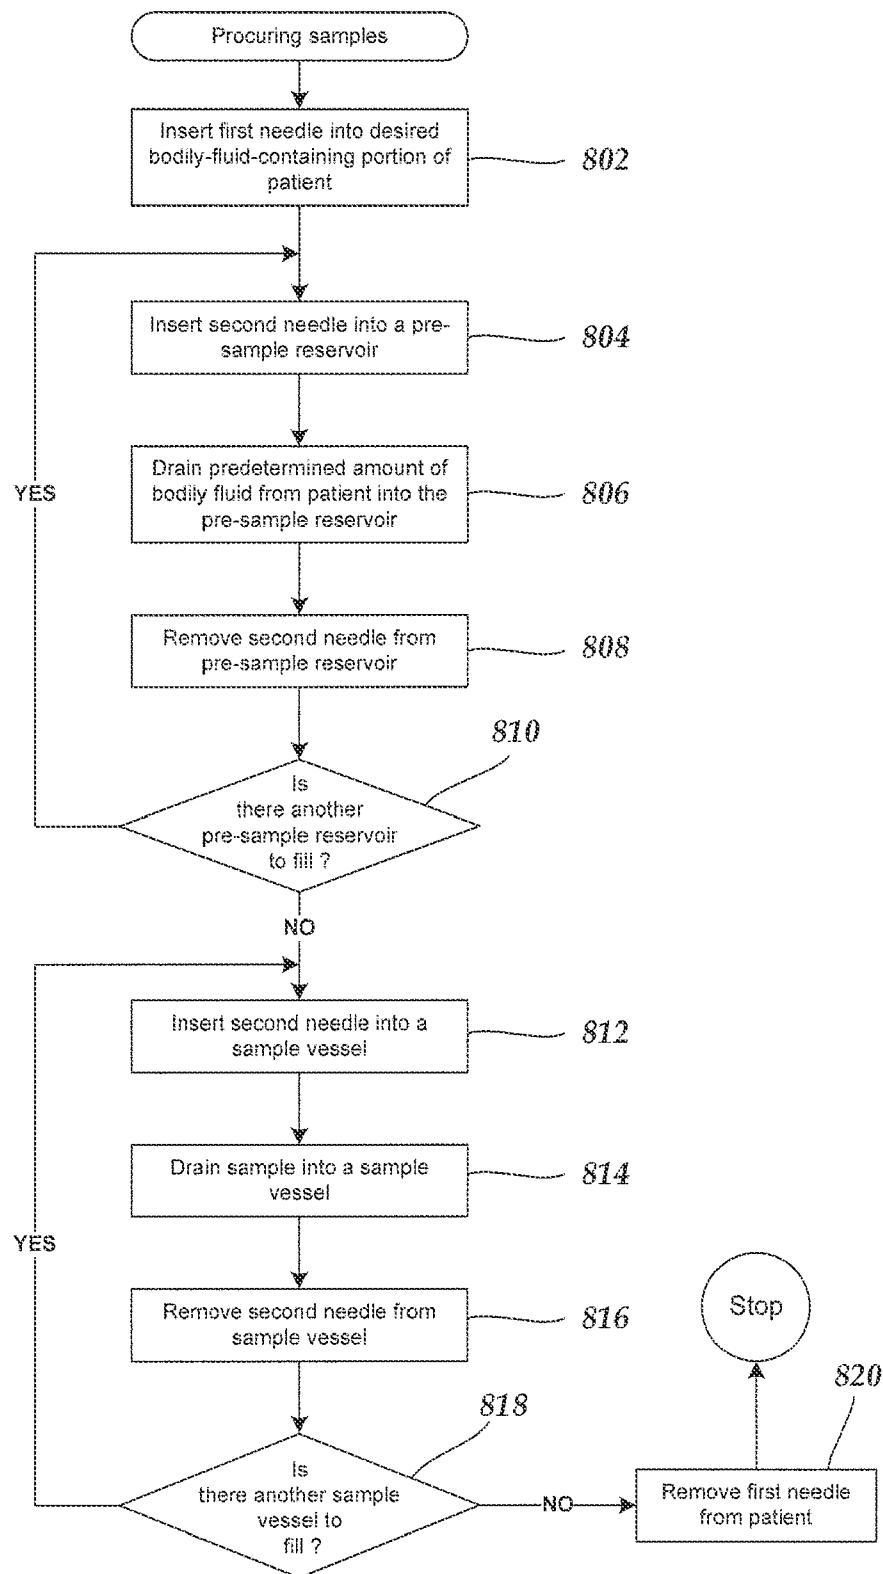 Procuring samples
Insert first needle into desired
bodily-fluid-containing portion of
patient
802
Insert second needle into a pre-
sample reservoir
804
Drain predetermined amount of
bodily fluid from patient into the
pre-sample reservoir
806
YES
Remove second needle from
pre-sample reservoir
808
810
Is
there another
pre-sample reservoir
to fill ?
NO
Insert second needle into a
sample vessel
812
Drain sample into a sample
vessel
814
YES
Remove second needle from
sample vessel
816
818
Is
there another sample
vessel to
fill ?
NO
Remove first needle
from patient
820
Stop